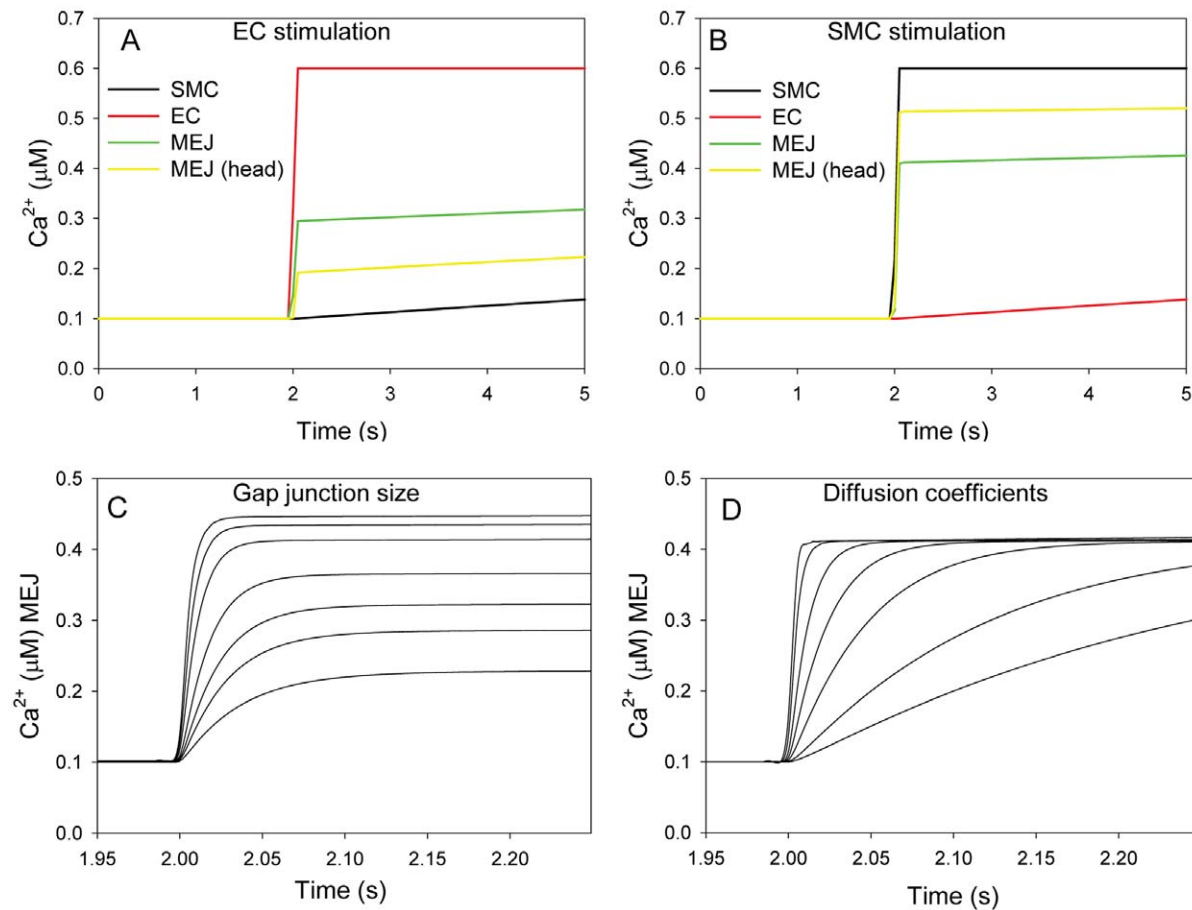 A
EC stimulation
0.7
0.6
0.5
0.4
0.3
0.2
0.1
0.0
Ca²⁺ (μM)
SMC
EC
MEJ
MEJ (head)
0 1 2 3 4 5
Time (s)
B
SMC stimulation
0.7
0.6
0.5
0.4
0.3
0.2
0.1
0.0
Ca²⁺ (μM)
SMC
EC
MEJ
MEJ (head)
0 1 2 3 4 5
Time (s)
C
Gap junction size
0.5
0.4
0.3
0.2
0.1
0.0
Ca²⁺ (μM) MEJ
1.95 2.00 2.05 2.10 2.15 2.20
Time (s)
D
Diffusion coefficients
0.5
0.4
0.3
0.2
0.1
0.0
Ca²⁺ (μM) MEJ
1.95 2.00 2.05 2.10 2.15 2.20
Time (s)